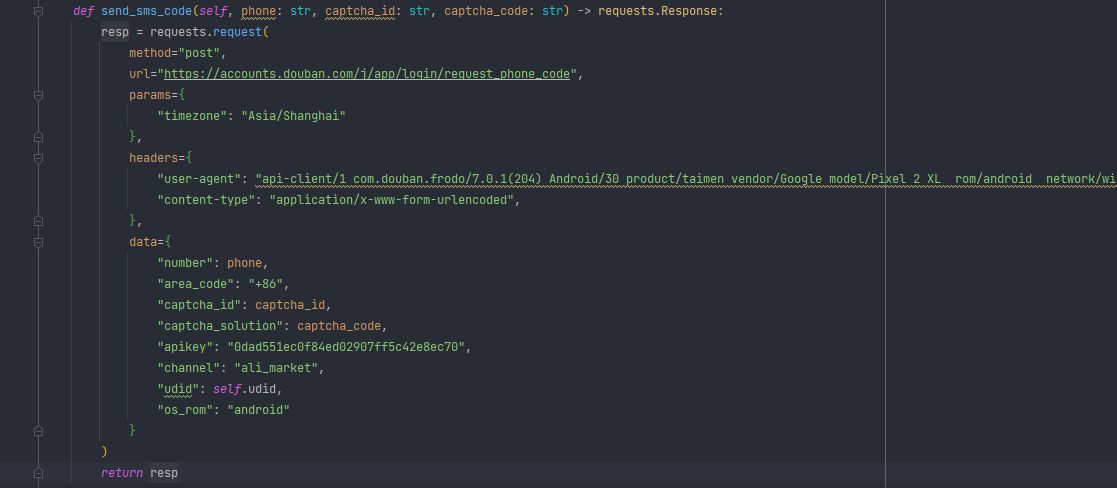 def send_sms_code(self, phone: str, captcha_id: str, captcha_code: str) -> requests.Response:
resp = requests.request(
method="post",
url="https://accounts.douban.com/j/app/login/request_phone_code",
params={
"timezone": "Asia/Shanghai"
},
headers={
"user-agent": "api-client/1 com.douban.frodo/7.0.1(204) Android/30 product/taimen vendor/Google model/Pixel 2 XL  rom/android  network/wi
"content-type": "application/x-www-form-urlencoded",
},
data={
"number": phone,
"area_code": "+86",
"captcha_id": captcha_id,
"captcha_solution": captcha_code,
"apikey": "0dad551ec0f84ed02907ff5c42e8ec70",
"channel": "ali_market",
"udid": self.udid,
"os_rom": "android"
}
)
return resp